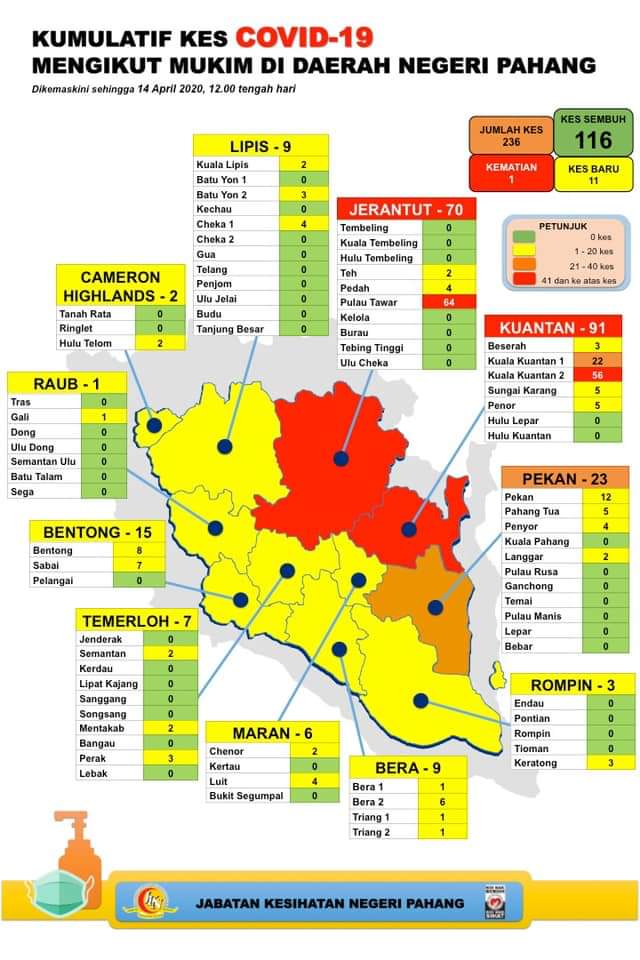 KUMULATIF KES COVID-19
MENGIKUT MUKIM DI DAERAH NEGERI PAHANG
Dikemaskini sehingga 14 April 2020, 12.00 tengah hari
JUMLAH KES
236
KES SEMBUH
116
KEMATIAN
1
KES BARU
11
PETUNJUK
0 kes
1 - 20 kes
21 - 40 kes
41 dan ke atas kes
LIPIS - 9
Kuala Lipis 2
Batu Yon 1 0
Batu Yon 2 3
Kechau 0
Cheka 1 4
Cheka 2 0
Gua 0
Telang 0
Penjom 0
Ulu Jelai 0
Budu 0
Tanjung Besar 0
JERANTUT - 70
Tembeling 0
Kuala Tembeling 0
Hulu Tembeling 0
Teh 2
Pedah 4
Pulau Tawar 64
Kelola 0
Burau 0
Tebing Tinggi 0
Ulu Cheka 0
CAMERON
HIGHLANDS - 2
Tanah Rata 0
Ringlet 0
Hulu Telom 2
KUANTAN - 91
Beserah 3
Kuala Kuantan 1 22
Kuala Kuantan 2 56
Sungai Karang 5
Penor 5
Hulu Lepar 0
Hulu Kuantan 0
RAUB - 1
Tras 0
Gali 1
Dong 0
Ulu Dong 0
Semantan Ulu 0
Batu Talam 0
Sega 0
PEKAN - 23
Pekan 12
Pahang Tua 5
Penyor 4
Kuala Pahang 0
Langgar 2
Pulau Rusa 0
Ganchong 0
Temai 0
Pulau Manis 0
Lepar 0
Bebar 0
BENTONG - 15
Bentong 8
Sabai 7
Pelangai 0
TEMERLOH - 7
Jenderak 0
Semantan 2
Kerdau 0
Lipat Kajang 0
Sanggang 0
Songsang 0
Mentakab 2
Bangau 0
Perak 3
Lebak 0
ROMPIN - 3
Endau 0
Pontian 0
Rompin 0
Tioman 0
Keratong 3
MARAN - 6
Chenor 2
Kertau 0
Luit 4
Bukit Segumpal 0
BERA - 9
Bera 1 1
Bera 2 6
Triang 1 1
Triang 2 1
JABATAN KESIHATAN NEGERI PAHANG